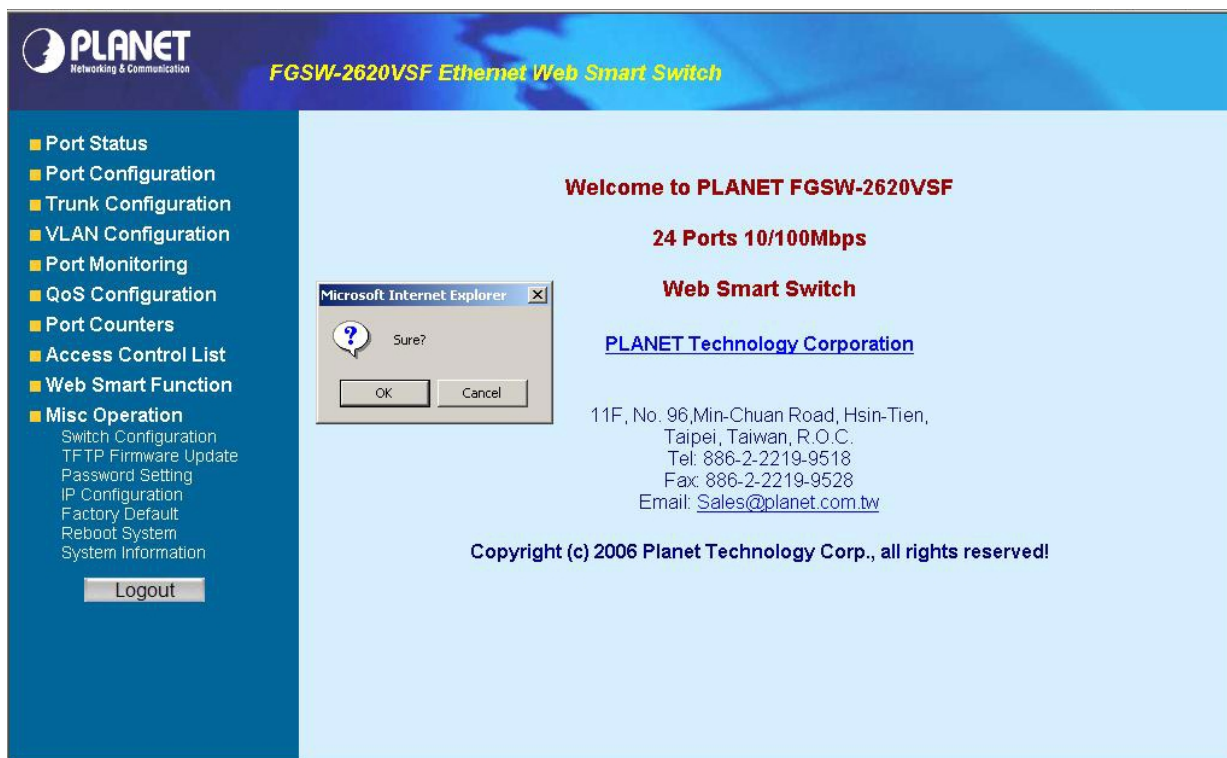 PLANET
Networking & Communication
FGSW-2620VSF Ethernet Web Smart Switch
Port Status
Port Configuration
Trunk Configuration
VLAN Configuration
Port Monitoring
QoS Configuration
Port Counters
Access Control List
Web Smart Function
Misc Operation
Switch Configuration
TFTP Firmware Update
Password Setting
IP Configuration
Factory Default
Reboot System
System Information
Logout
Welcome to PLANET FGSW-2620VSF
24 Ports 10/100Mbps
Web Smart Switch
Microsoft Internet Explorer
Sure?
OK Cancel
PLANET Technology Corporation
11F, No. 96,Min-Chuan Road, Hsin-Tien,
Taipei, Taiwan, R.O.C.
Tel: 886-2-2219-9518
Fax: 886-2-2219-9528
Email: Sales@planet.com.tw
Copyright (c) 2006 Planet Technology Corp., all rights reserved!